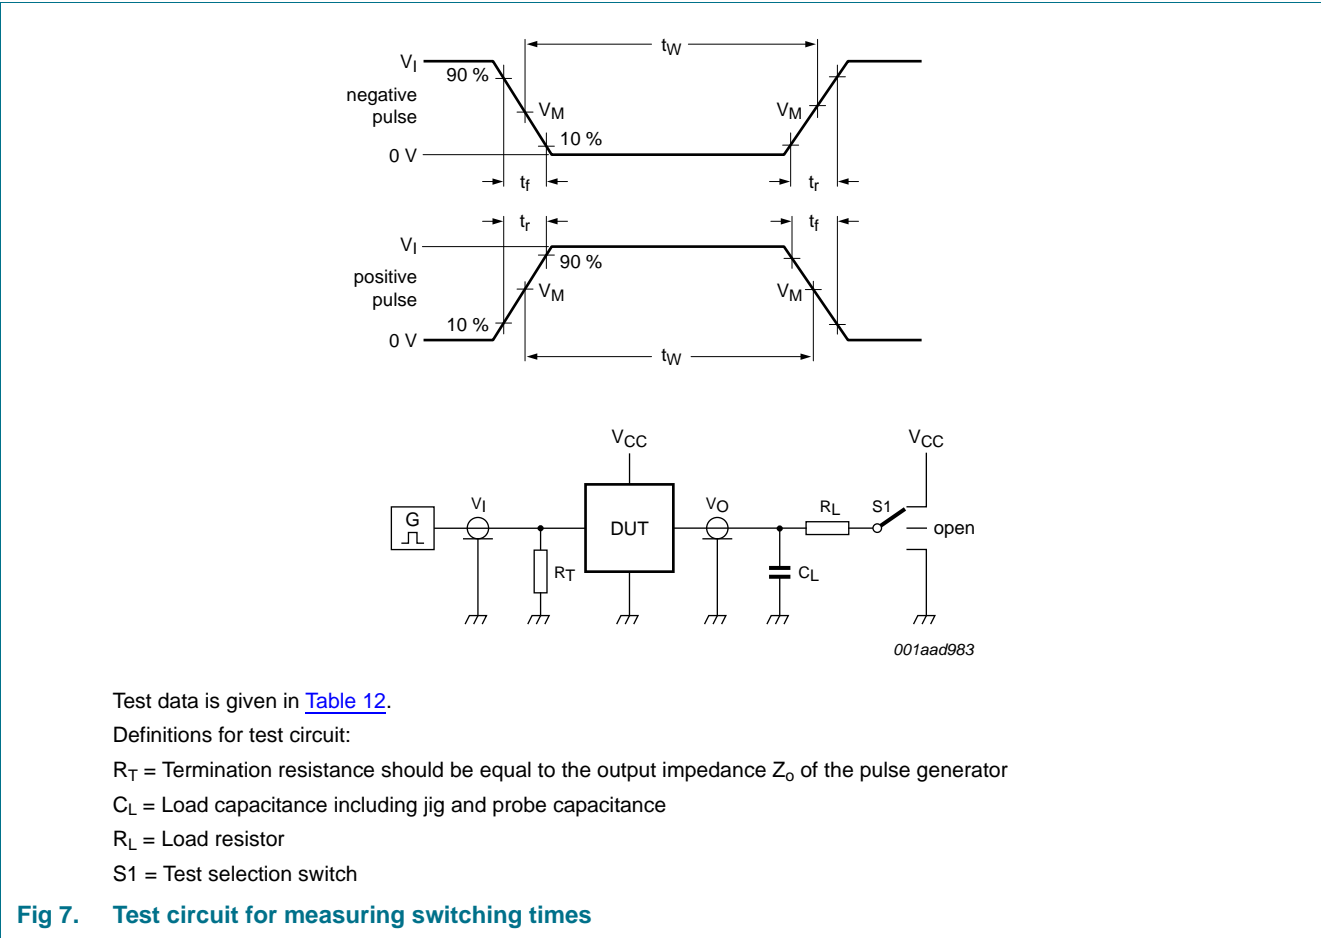 tW
VI
90 %
negative
pulse
VM
VM
10 %
0 V
tf
tr
tr
tf
VI
90 %
positive
pulse
VM
VM
10 %
0 V
tW
VCC
VCC
VI
VO
RL
S1
G
DUT
open
RT
CL
001aad983
Test data is given in Table 12.
Definitions for test circuit:
RT = Termination resistance should be equal to the output impedance Zo of the pulse generator
CL = Load capacitance including jig and probe capacitance
RL = Load resistor
S1 = Test selection switch
Fig 7. Test circuit for measuring switching times